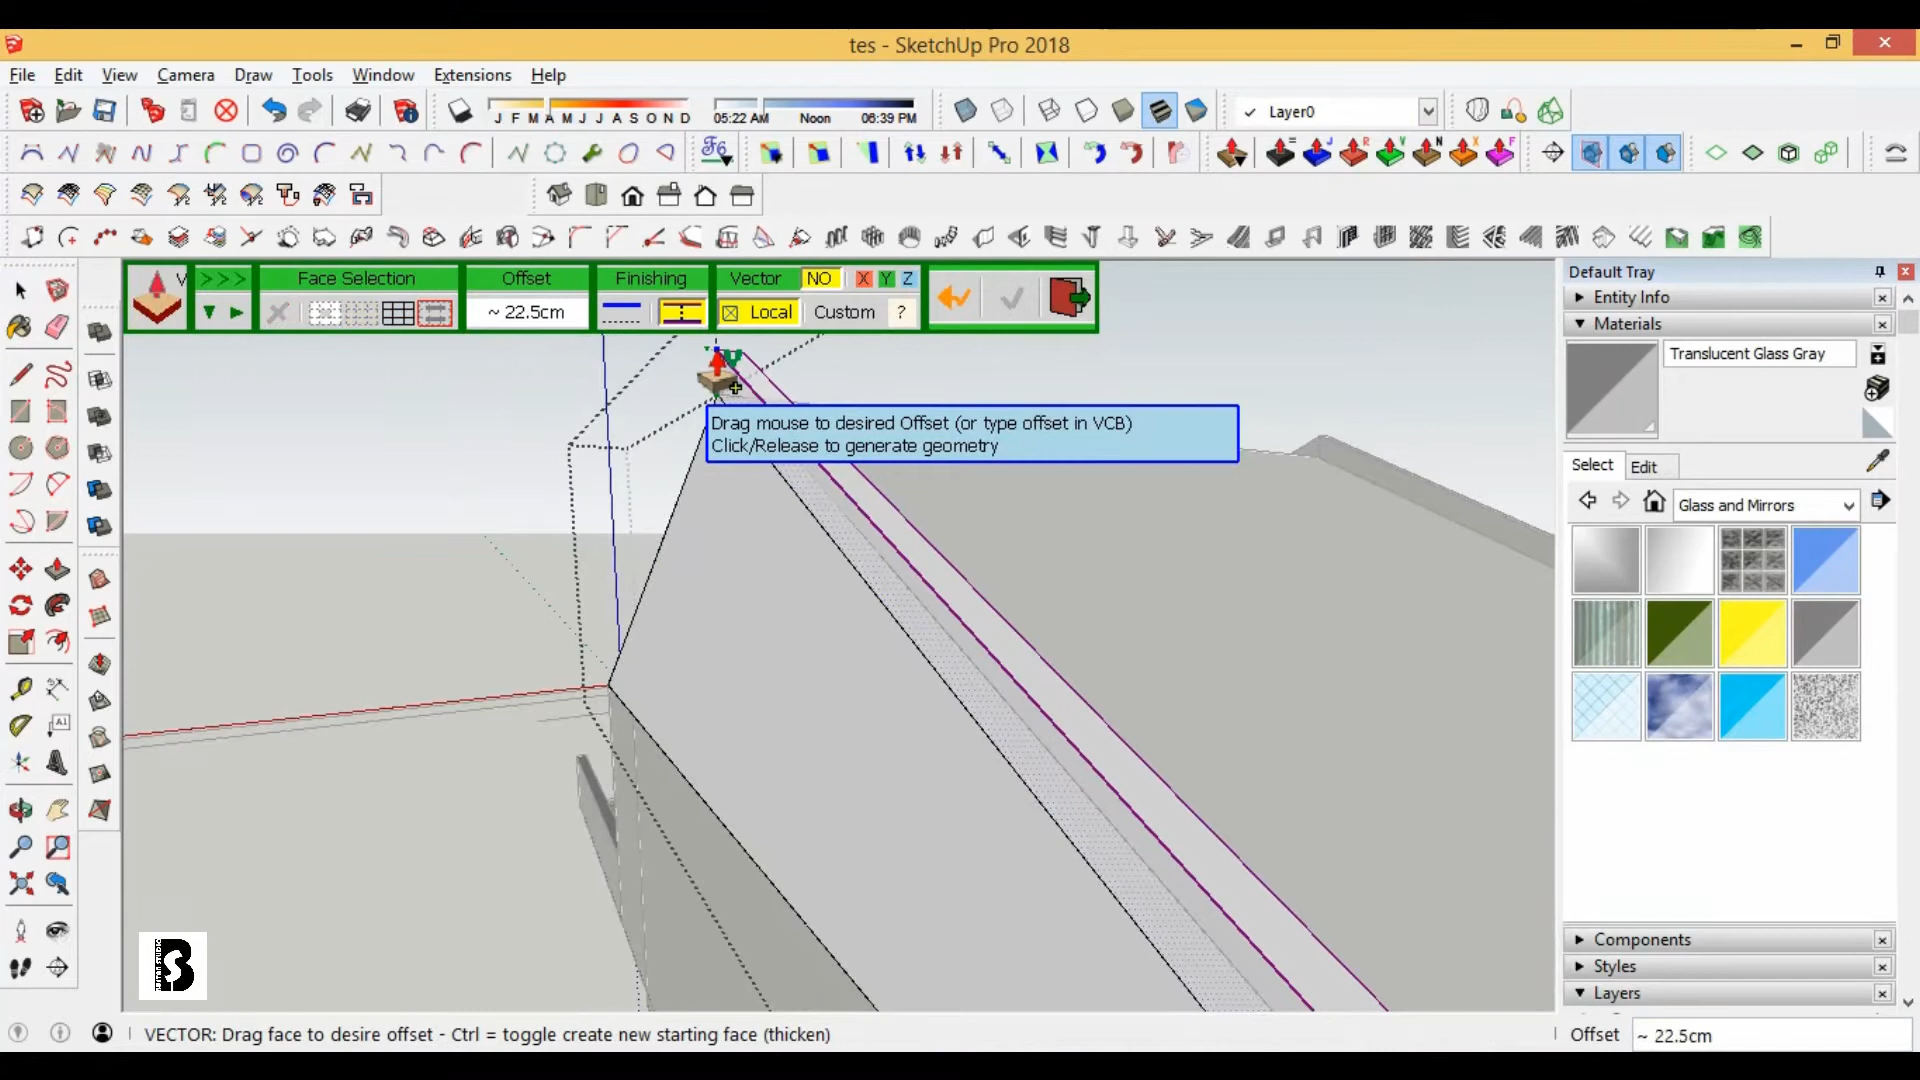 tes - SketchUp Pro 2018
File Edit View Camera Draw Tools Window Extensions Help
J F M A M J J A S O N D
05:22 AM Noon 06:39 PM
Layer0
V >>> Face Selection Offset Finishing Vector NO X Y Z
~ 22.5cm Local Custom ?
Drag mouse to desired Offset (or type offset in VCB)
Click/Release to generate geometry
Default Tray
Entity Info
Materials
Translucent Glass Gray
Select Edit
Glass and Mirrors
Components
Styles
Layers
VECTOR: Drag face to desire offset - Ctrl = toggle create new starting face (thicken)
Offset ~ 22.5cm